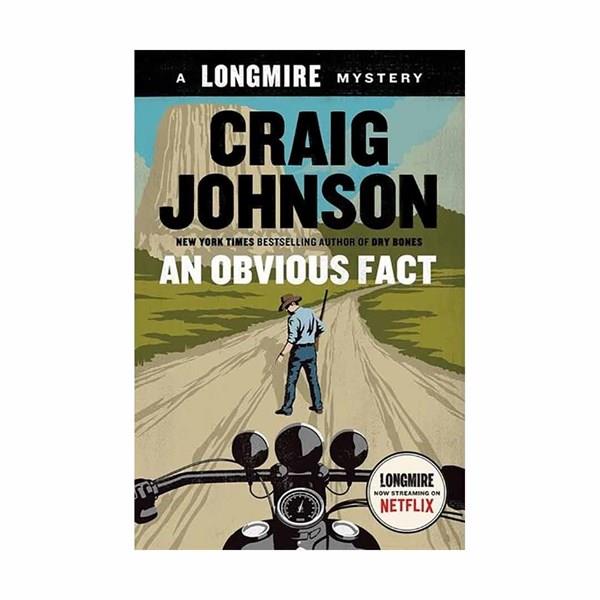 A LONGMIRE MYSTERY
CRAIG
JOHNSON
NEW YORK TIMES BESTSELLING AUTHOR OF DRY BONES
AN OBVIOUS FACT
LONGMIRE
NOW STREAMING ON
NETFLIX